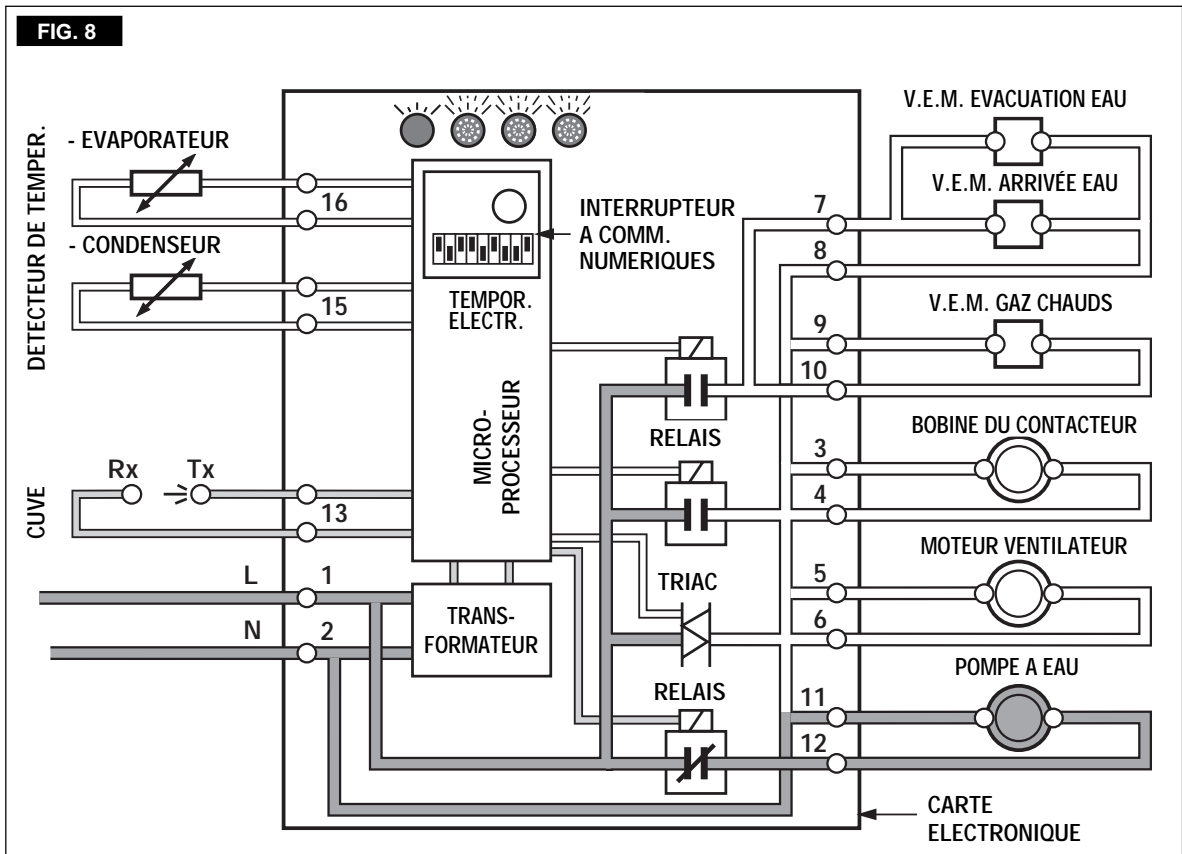 FIG. 8
DETECTEUR DE TEMPER.
- EVAPORATEUR
16
- CONDENSEUR
15
CUVE
Rx
Tx
13
L
1
N
2
INTERRUPTEUR
A COMM.
NUMERIQUES
TEMPOR.
ELECTR.
MICRO-
PROCESSEUR
TRANS-
FORMATEUR
RELAIS
TRIAC
RELAIS
V.E.M. EVACUATION EAU
V.E.M. ARRIVÉE EAU
7
8
V.E.M. GAZ CHAUDS
9
10
BOBINE DU CONTACTEUR
3
4
MOTEUR VENTILATEUR
5
6
POMPE A EAU
11
12
CARTE
ELECTRONIQUE